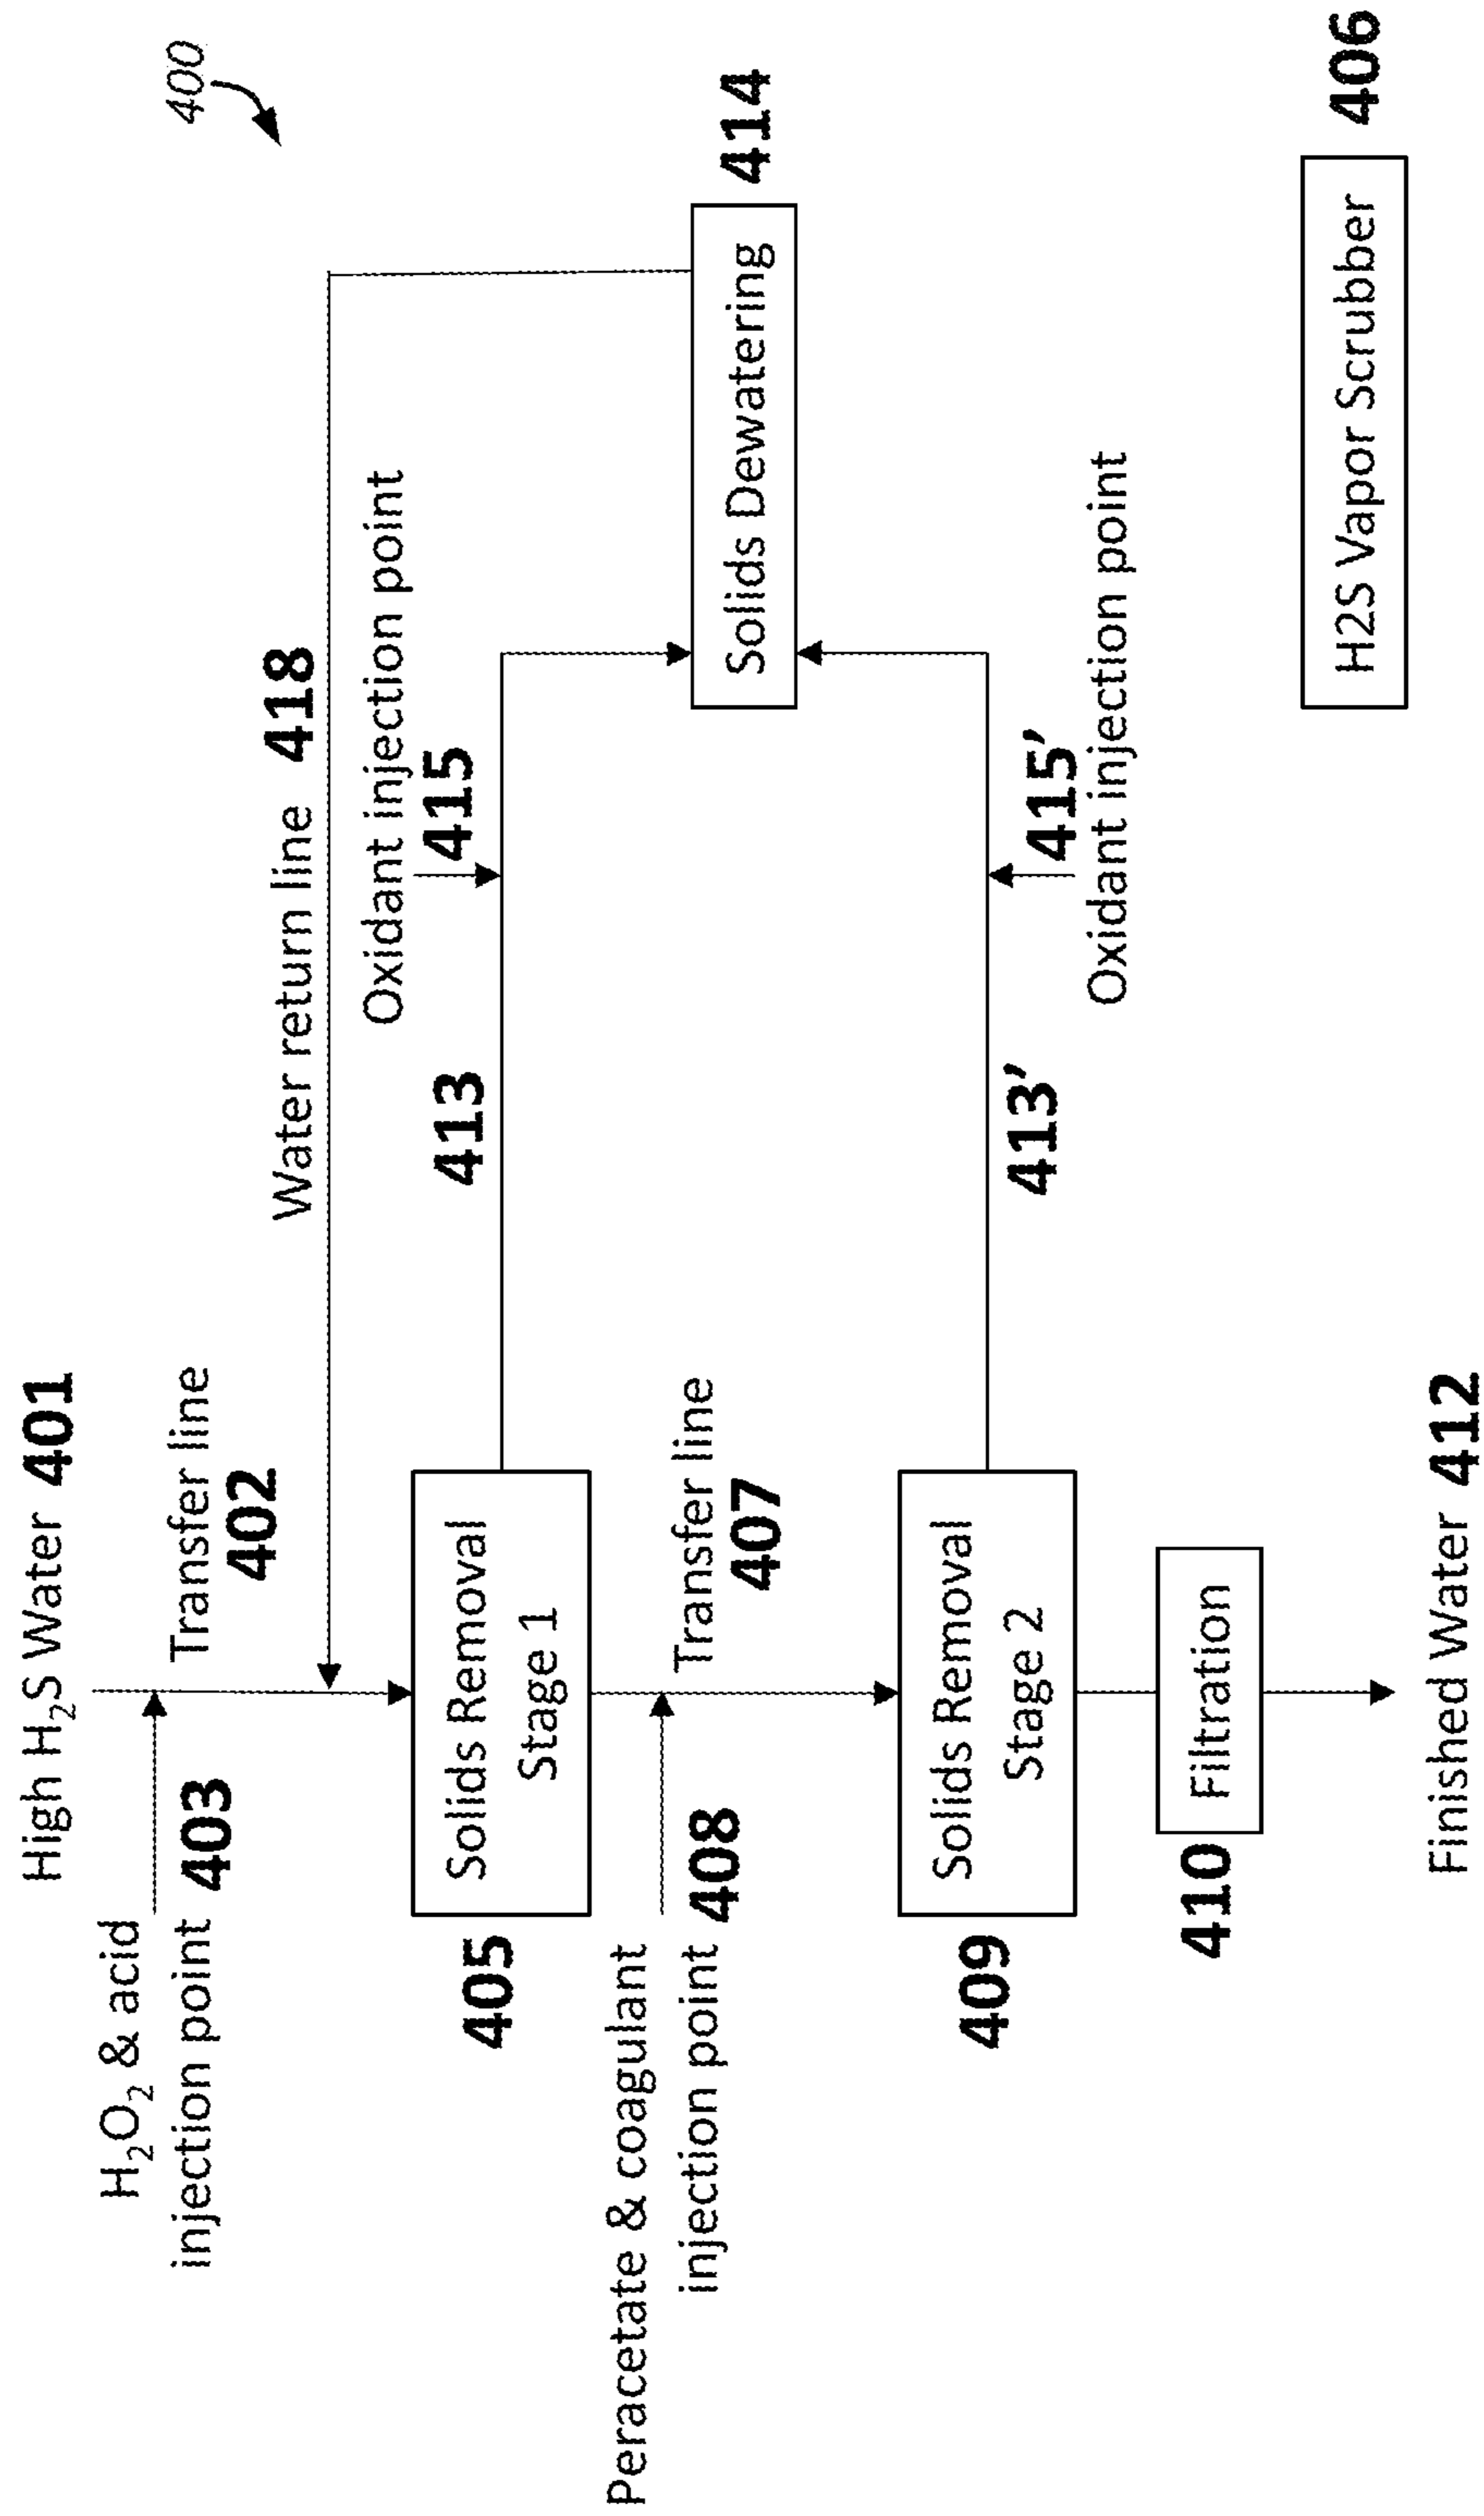 400
High H₂S Water 401
H₂O₂ & acid
injection point 403
Transfer line
402
Water return line 418
Oxidant injection point
415
413
Solids Removal
Stage 1
405
Solids Dewatering
414
Peracetate & coagulant
injection point 408
Transfer line
407
413’
415’
Oxidant injection point
Solids Removal
Stage 2
409
Filtration
410
H2S Vapor Scrubber
406
Finished Water 412